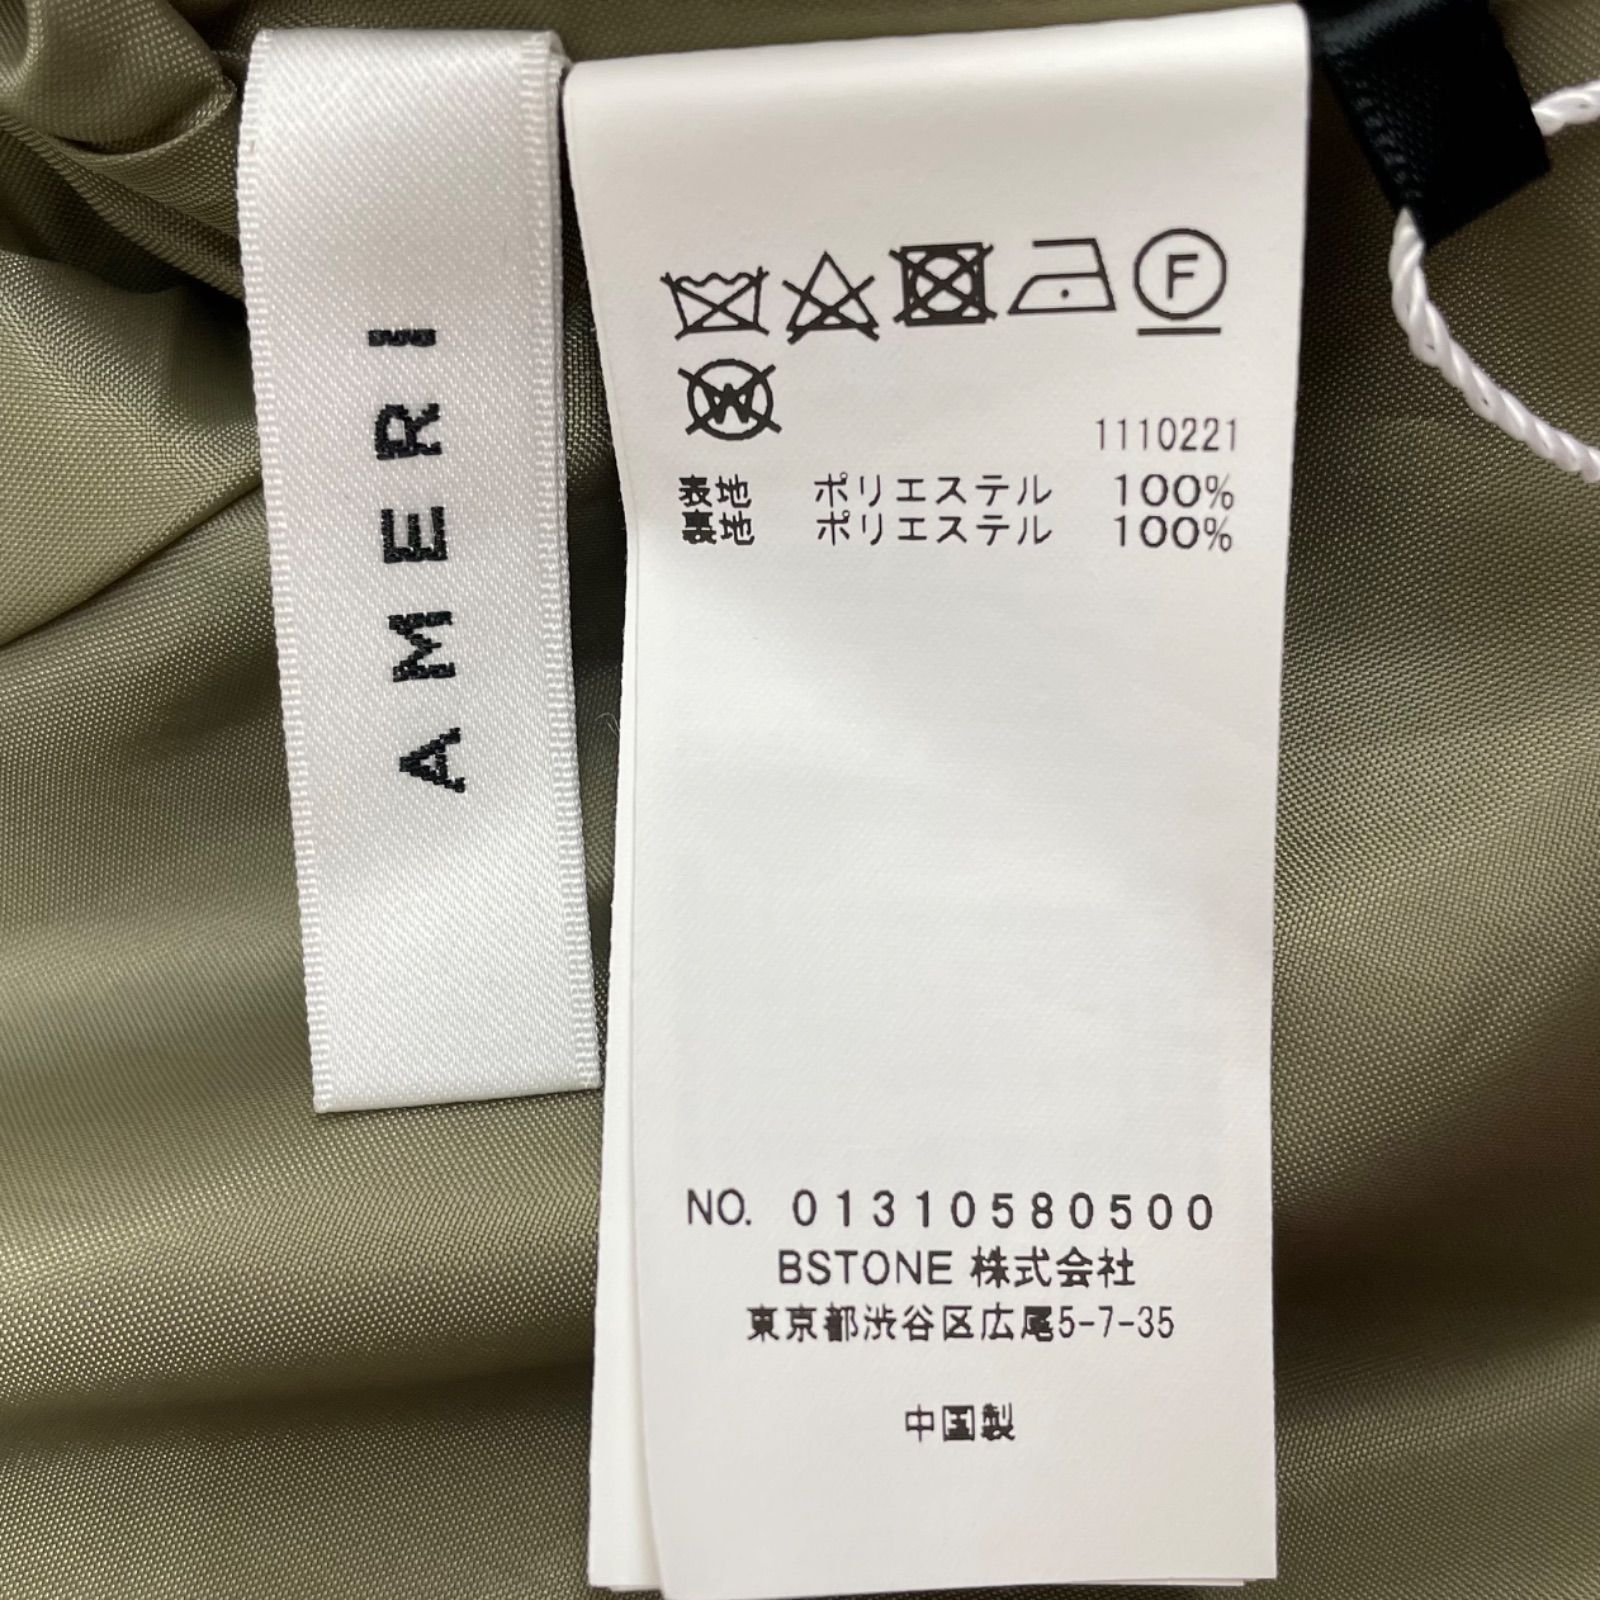 AMERI
F
W
1110221
表地 ポリエステル 100%
裏地 ポリエステル 100%
NO. 01310580500
BSTONE 株式会社
東京都渋谷区広尾5-7-35
中国製